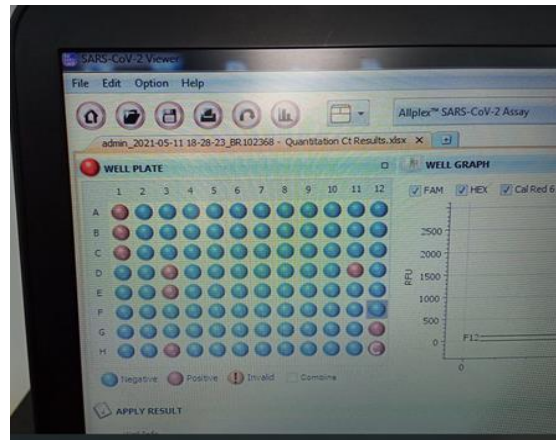 SARS-CoV-2 Viewer
File Edit Option Help
Allplex™ SARS-CoV-2 Assay
admin_2021-05-11 18-28-23_BR102368 - Quantitation Ct Results.xlsx
WELL PLATE
WELL GRAPH
1 2 3 4 5 6 7 8 9 10 11 12
FAM HEX Cal Red 6
A
B
C
D
E
F
G
H
RFU
2500
2000
1500
1000
500
0
F12
0
Negative Positive Invalid Combine
APPLY RESULT